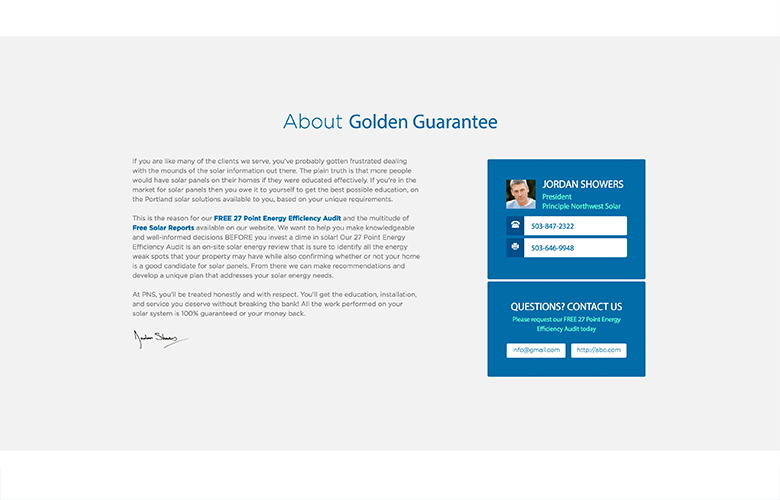 About Golden Guarantee
If you are like many of the clients we serve, you've probably gotten frustrated dealing
with the mounds of the solar information out there. The plain truth is that more people
would have solar panels on their homes if they were educated effectively. If you're in the
market for solar panels then you owe it to yourself to get the best possible education, on
the Portland solar solutions available to you, based on your unique requirements.
This is the reason for our FREE 27 Point Energy Efficiency Audit and the multitude of
Free Solar Reports available on our website. We want to help you make knowledgeable
and well-informed decisions BEFORE you invest a dime in solar! Our 27 Point Energy
Efficiency Audit is an on-site solar energy review that is sure to identify all the energy
weak spots that your property may have while also confirming whether or not your home
is a good candidate for solar panels. From there we can make recommendations and
develop a unique plan that addresses your solar energy needs.
At PNS, you'll be treated honestly and with respect. You'll get the education, installation,
and service you deserve without breaking the bank! All the work performed on your
solar system is 100% guaranteed or your money back.
Jordan Showers
JORDAN SHOWERS
President
Principle Northwest Solar
503-847-2322
503-646-9948
QUESTIONS? CONTACT US
Please request our FREE 27 Point Energy
Efficiency Audit today
info@gmail.com
http://abc.com